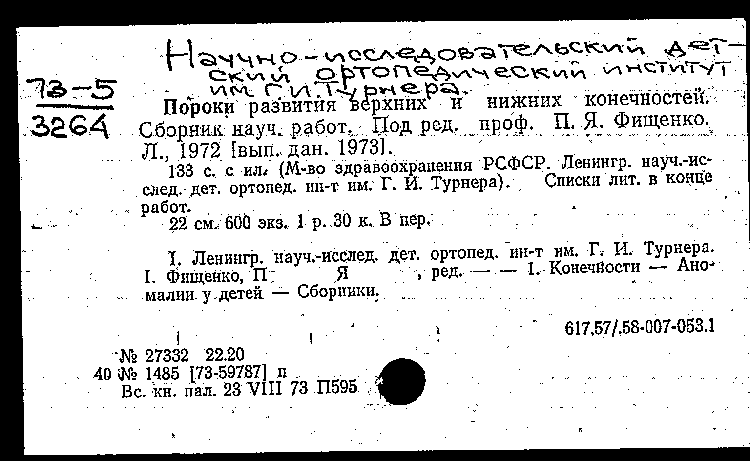 Научно-исследовательский дет-
ский ортопедический институт
им Г.И.Турнера.
73-5
3264
Пороки развития верхних и нижних конечностей.
Сборник науч. работ. Под ред. проф. П. Я. Фищенко.
Л., 1972 [вып. дан. 1973].
133 с. с ил. (М-во здравоохранения РСФСР. Ленингр. науч.-ис-
след. дет. ортопед. ин-т им. Г. И. Турнера). Списки лит. в конце
работ.
22 см. 600 экз. 1 р. 30 к. В пер.
I. Ленингр. науч.-исслед. дет. ортопед. ин-т им. Г. И. Турнера.
I. Фищенко, П Я , ред. — — 1. Конечности — Ано-
малии у детей — Сборники.
617.57/.58-007-053.1
№ 27332 22.20
40 № 1485 [73-59787] п
Вс. кн. пал. 23 VIII 73 П595